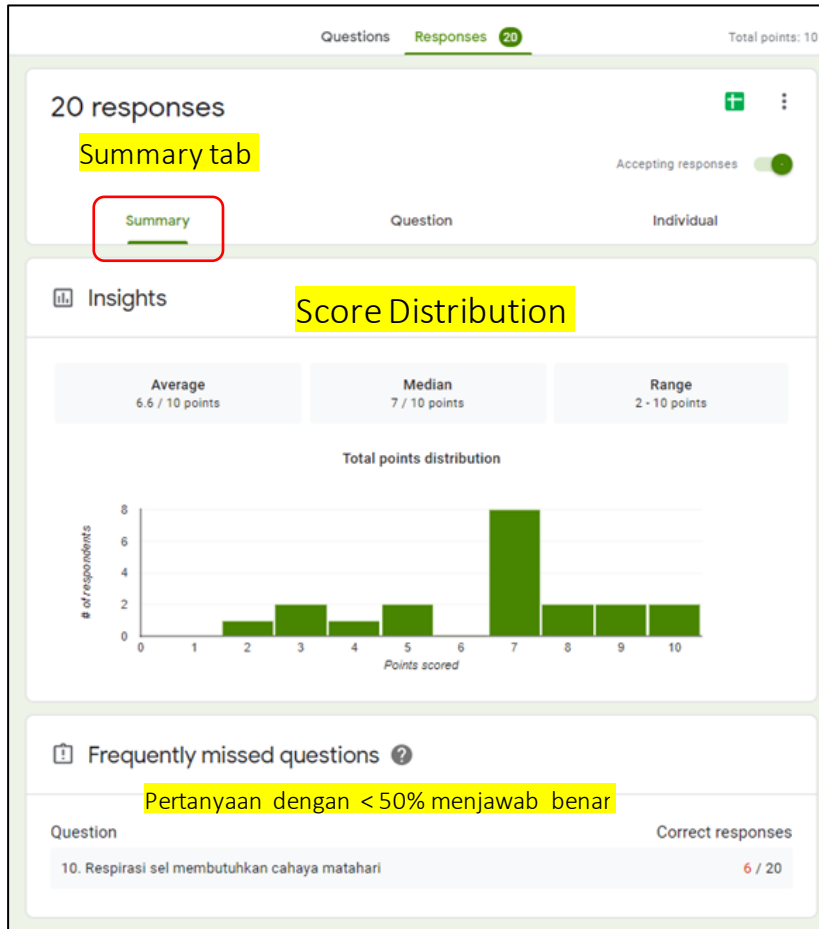 Questions Responses 20 Total points: 10
20 responses
Summary tab
Accepting responses
Summary Question Individual
Insights
Score Distribution
Average Median Range
6.6 / 10 points 7 / 10 points 2 - 10 points
Total points distribution
# of respondents
8
6
4
2
0
0 1 2 3 4 5 6 7 8 9 10
Points scored
Frequently missed questions ?
Pertanyaan dengan < 50% menjawab benar
Question Correct responses
10. Respirasi sel membutuhkan cahaya matahari 6 / 20